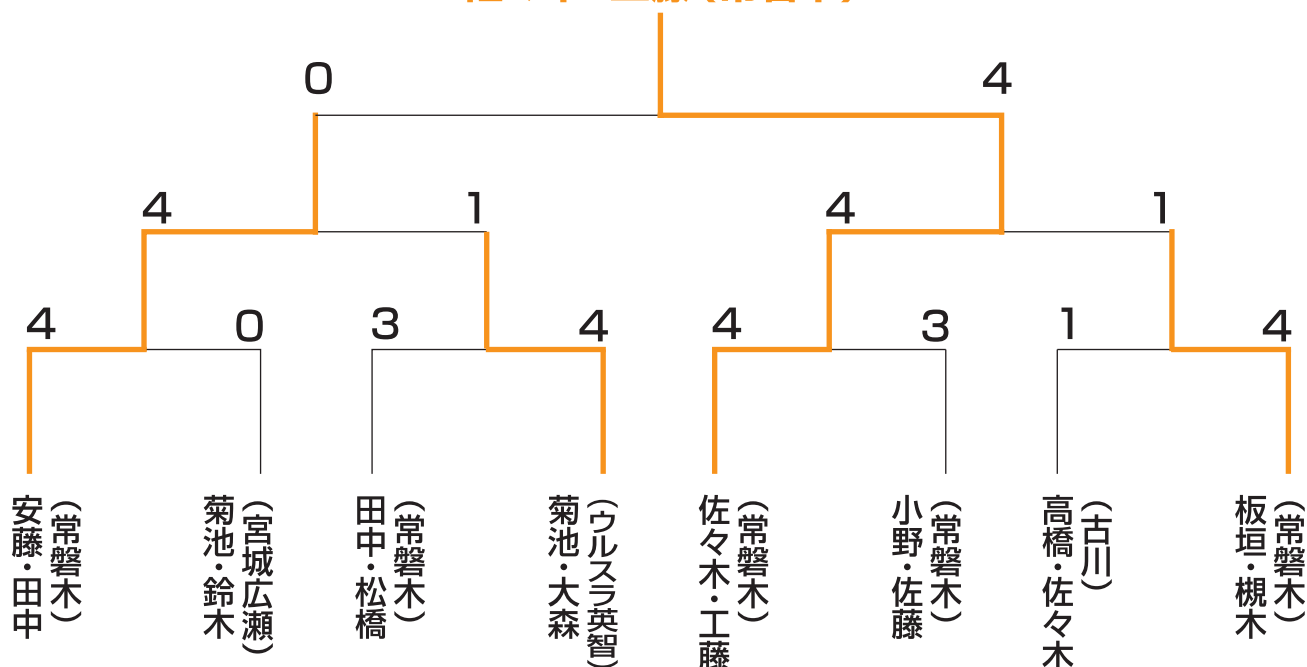 0
4
4
1
4
1
4
0
3
4
4
3
1
4
安藤・田中
(常磐木)
菊池・鈴木
(宮城広瀬)
田中・松橋
(常磐木)
菊池・大森
(ウルスラ英智)
佐々木・工藤
(常磐木)
小野・佐藤
(常磐木)
高橋・佐々木
(古川)
板垣・槻木
(常磐木)